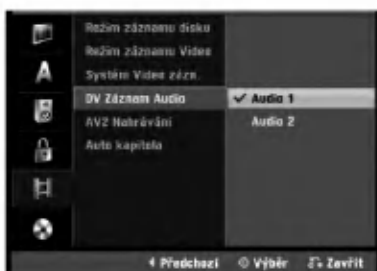 Režim záznamu disko
Režim záznamu Video
Systém Video zázn.
DV Záznam Audio
✓ Audio 1
AV2 Nahrávání
Audio 2
Auto kapitola
Předchozí
Výběr
Zavřít